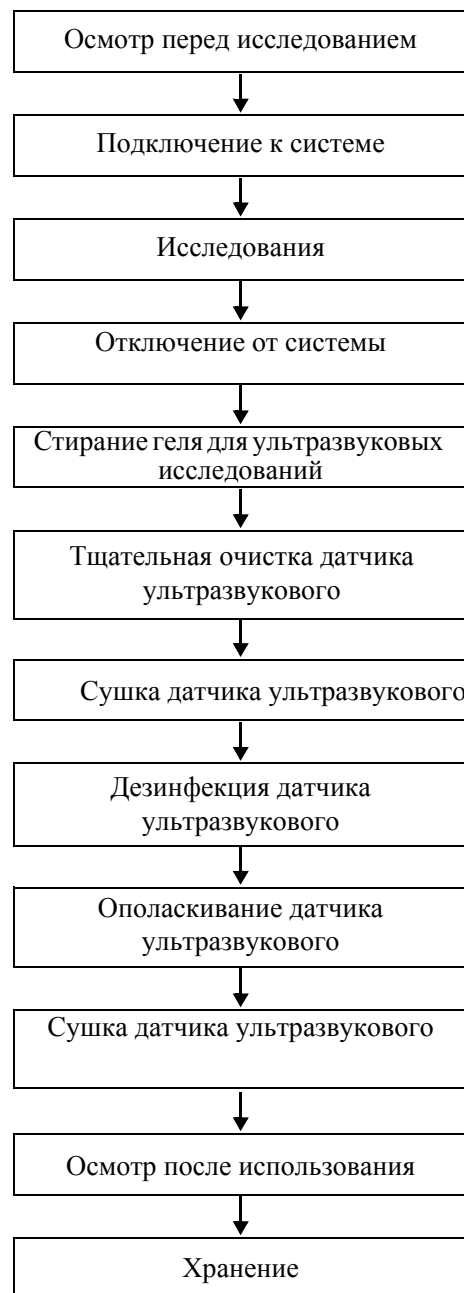 Осмотр перед исследованием
Подключение к системе
Исследования
Отключение от системы
Стирание геля для ультразвуковых
исследований
Тщательная очистка датчика
ультразвукового
Сушка датчика ультразвукового
Дезинфекция датчика
ультразвукового
Ополаскивание датчика
ультразвукового
Сушка датчика ультразвукового
Осмотр после использования
Хранение